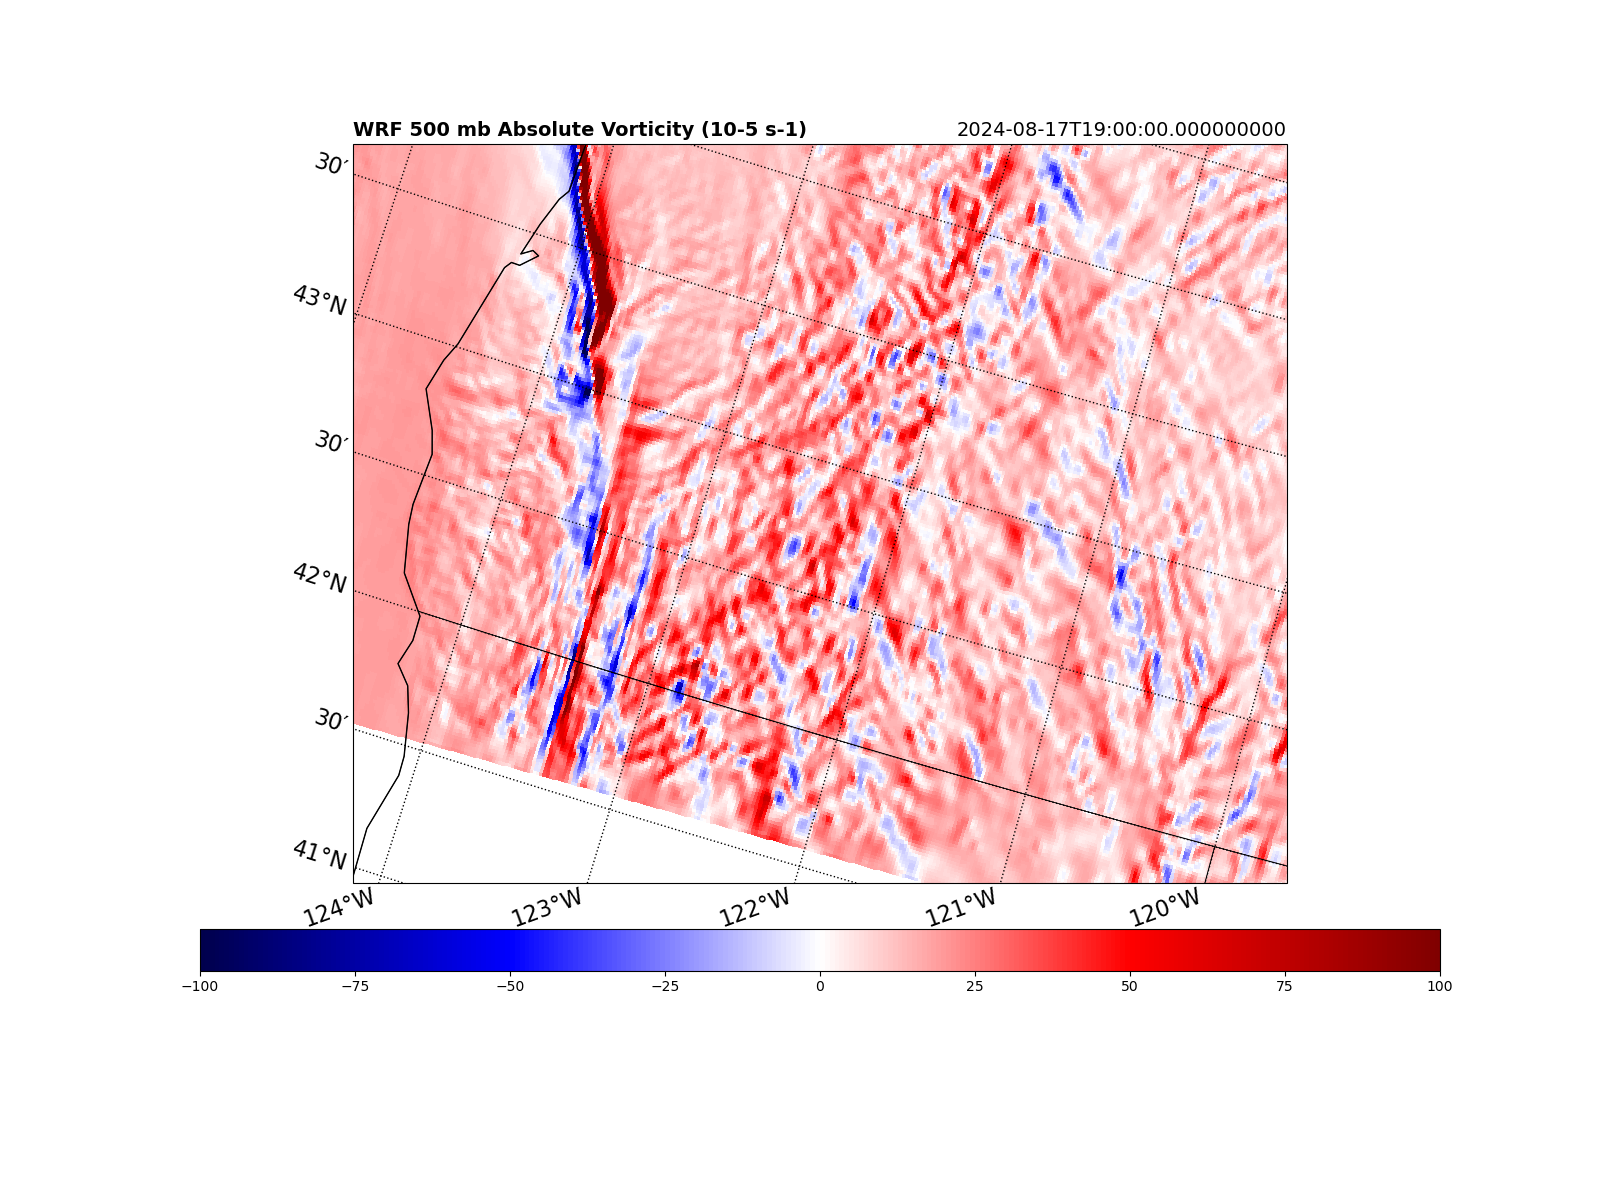 WRF 500 mb Absolute Vorticity (10-5 s-1) 2024-08-17T19:00:00.000000000
30′
43°N
30′
42°N
30′
41°N
124°W 123°W 122°W 121°W 120°W
−100 −75 −50 −25 0 25 50 75 100